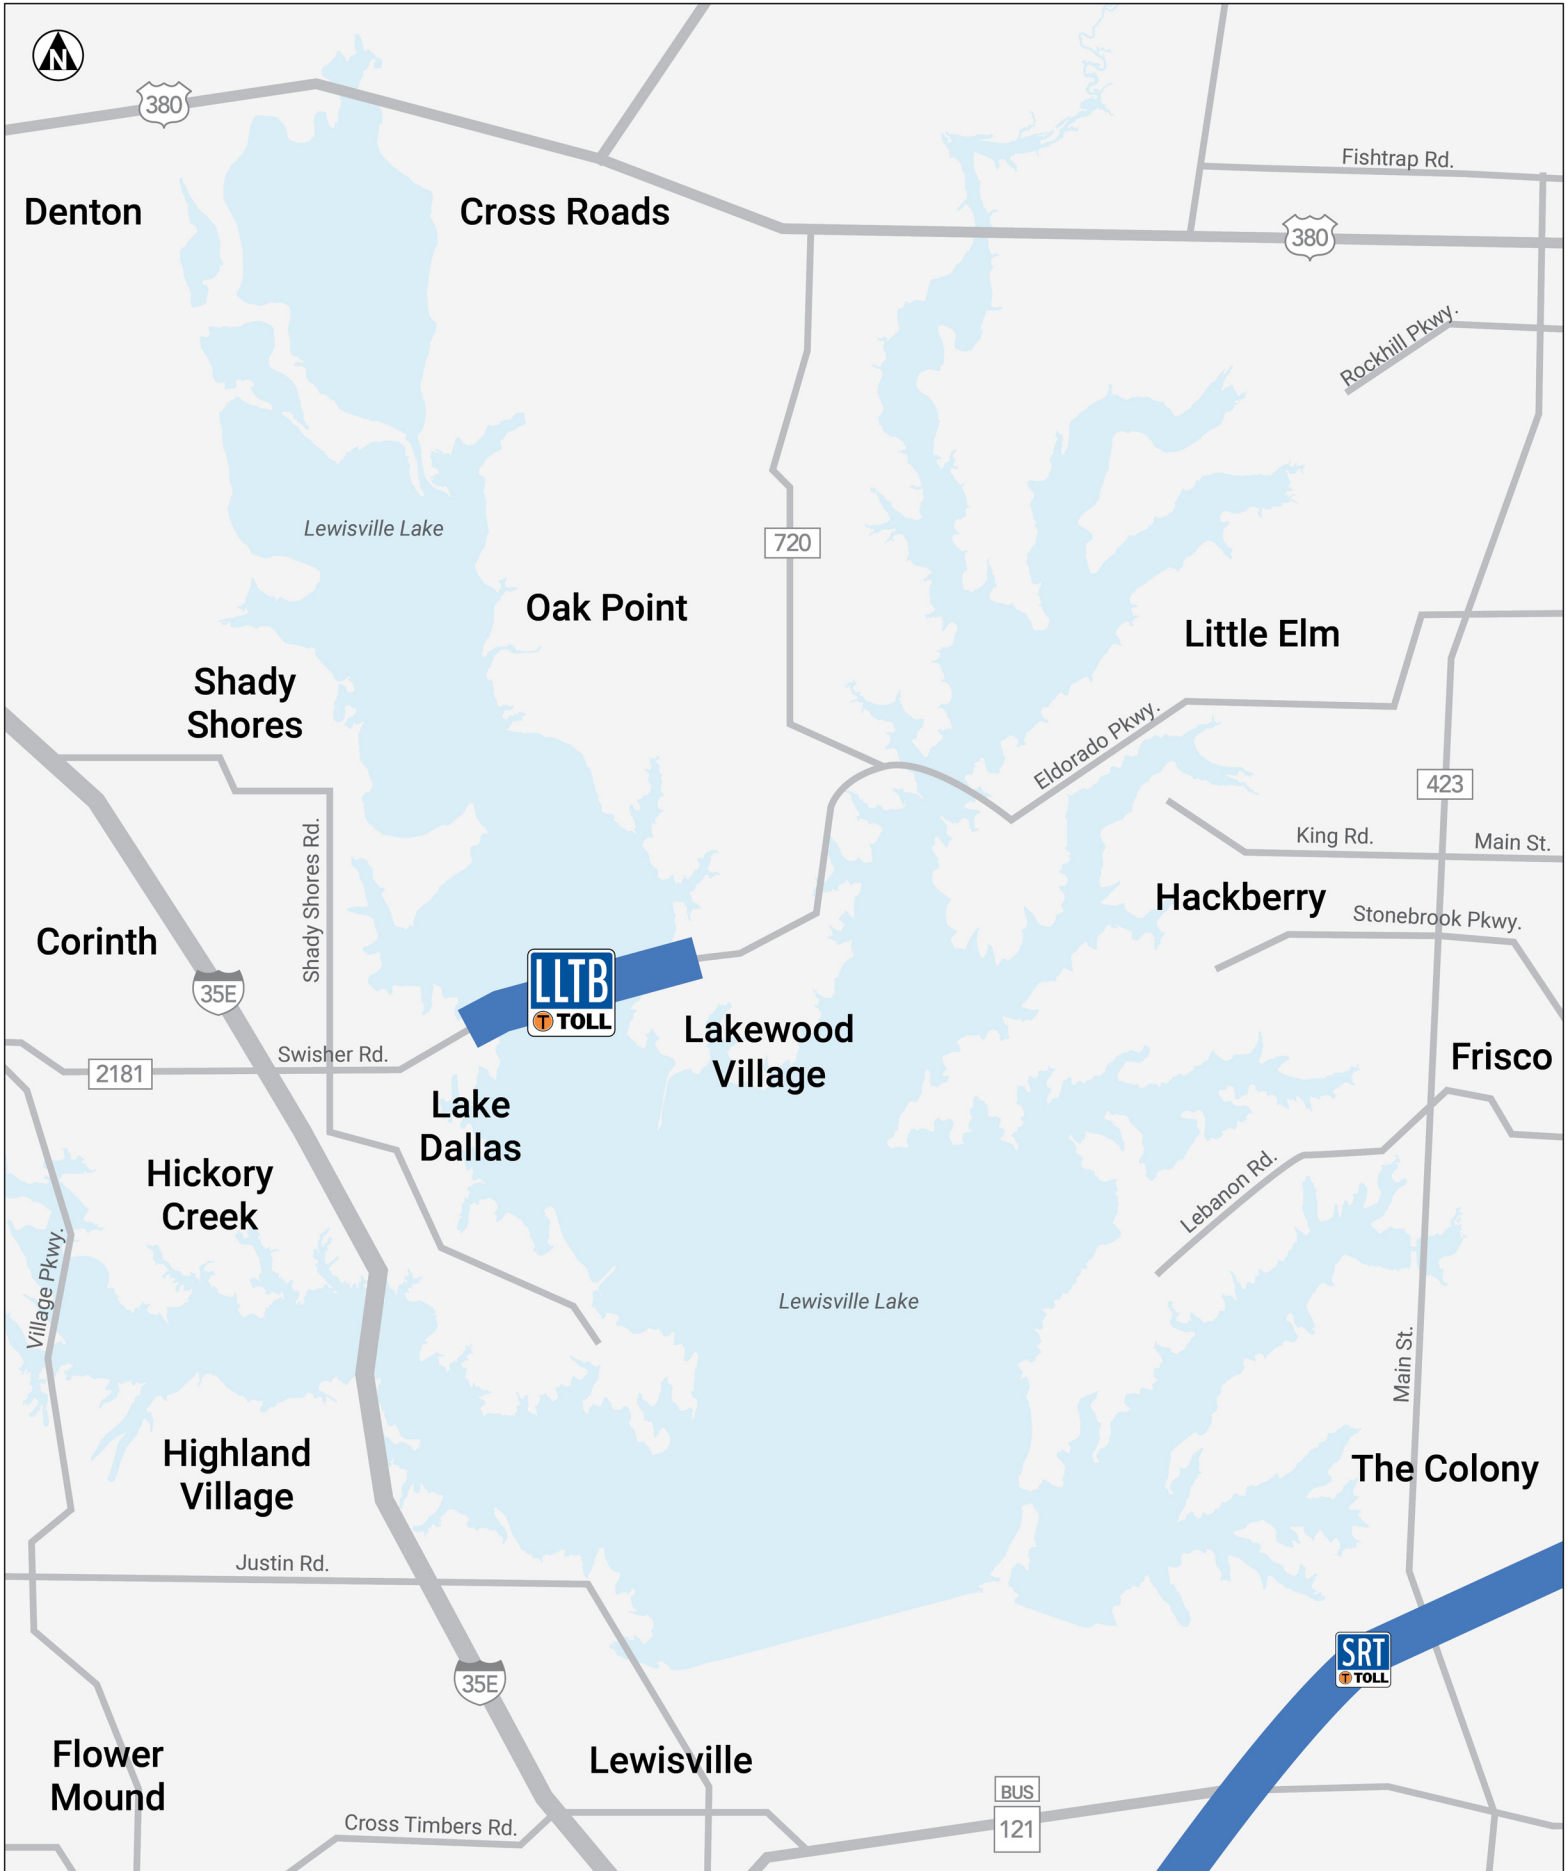 N
380
Fishtrap Rd.
Denton
Cross Roads
380
Rockhill Pkwy.
Lewisville Lake
720
Oak Point
Little Elm
Shady
Shores
Eldorado Pkwy.
423
Shady Shores Rd.
King Rd.
Main St.
Hackberry
Stonebrook Pkwy.
Corinth
35E
LLTB
T TOLL
Lakewood
Village
Swisher Rd.
2181
Frisco
Lake
Dallas
Hickory
Creek
Lebanon Rd.
Village Pkwy.
Lewisville Lake
Main St.
Highland
Village
The Colony
Justin Rd.
35E
SRT
T TOLL
Flower
Mound
Lewisville
BUS
121
Cross Timbers Rd.